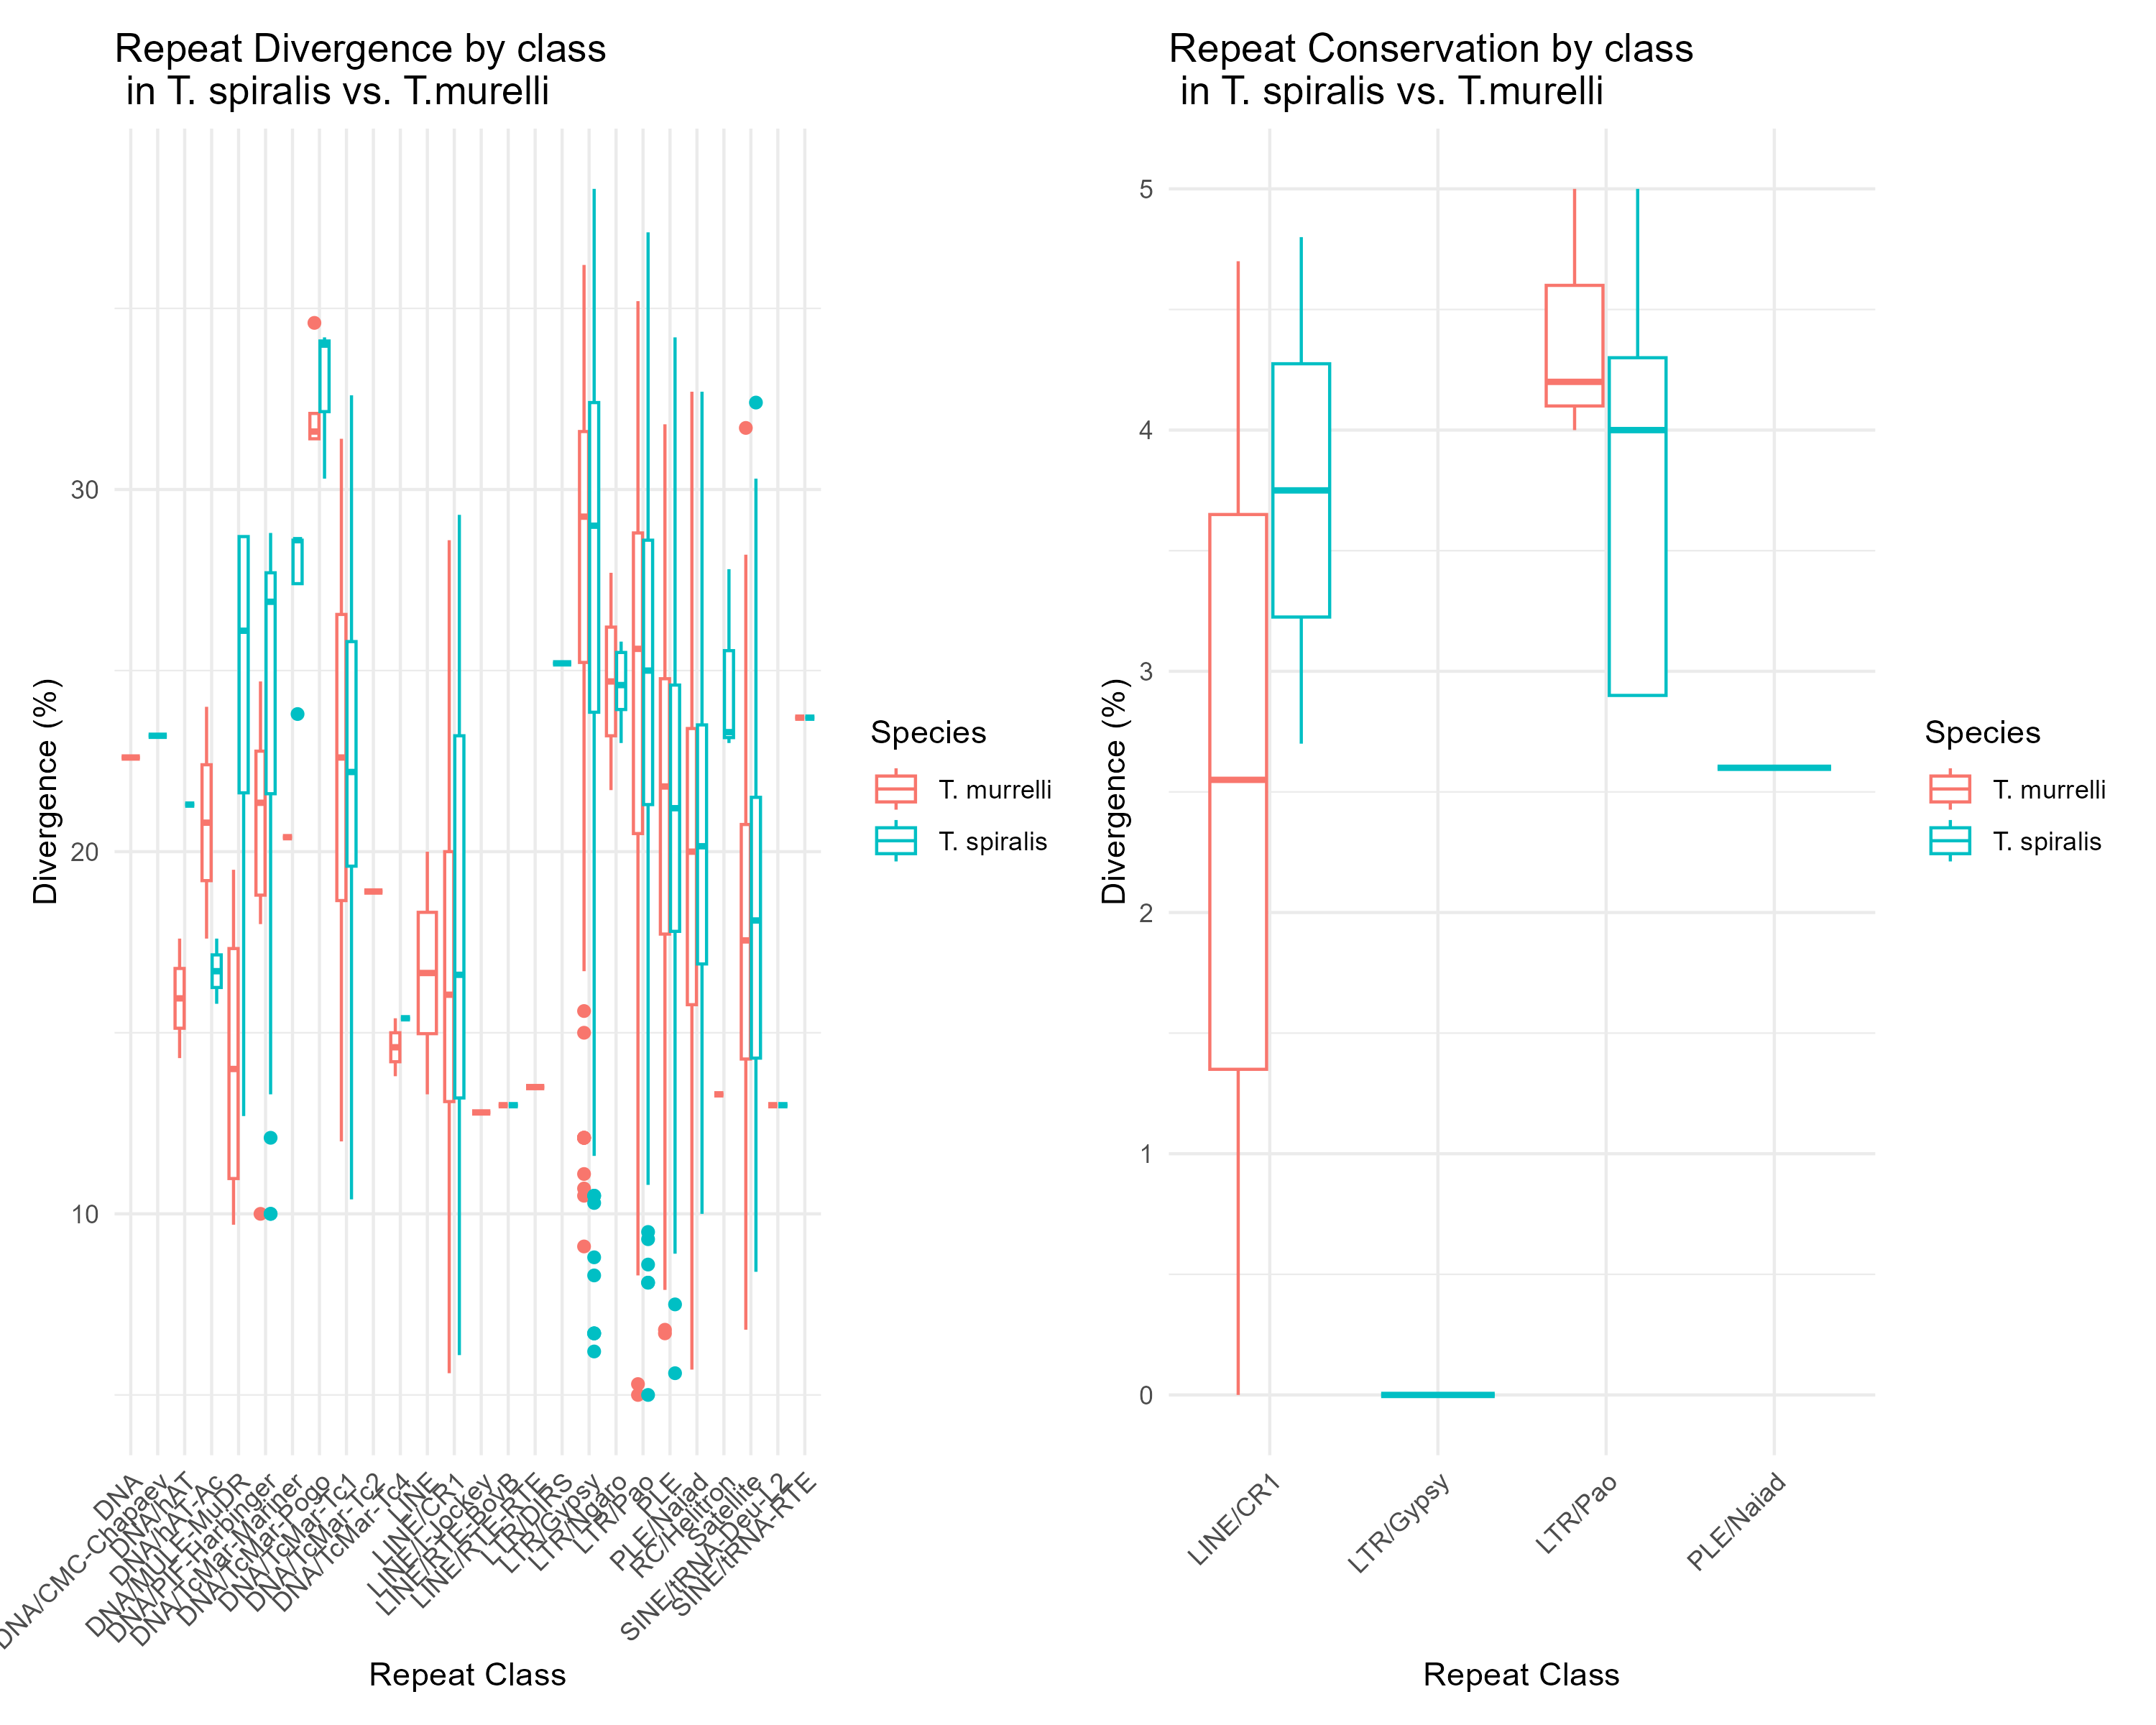 Repeat Divergence by class
in T. spiralis vs. T.murelli
Divergence (%)
30
20
10
DNA
DNA/CMC-Chapaev
DNA/hAT
DNA/hAT-Ac
DNA/MULE-MuDR
DNA/PIF-Harbinger
DNA/TcMar-Mariner
DNA/TcMar-Pogo
DNA/TcMar-Tc1
DNA/TcMar-Tc2
DNA/TcMar-Tc4
LINE
LINE/CR1
LINE/I-Jockey
LINE/RTE-BovB
LINE/RTE-RTE
LTR/DIRS
LTR/Gypsy
LTR/Ngaro
LTR/Pao
PLE
PLE/Naiad
RC/Helitron
Satellite
SINE/tRNA-Deu-L2
SINE/tRNA-RTE
Repeat Class
Species
T. murrelli
T. spiralis
Repeat Conservation by class
in T. spiralis vs. T.murelli
Divergence (%)
5
4
3
2
1
0
LINE/CR1
LTR/Gypsy
LTR/Pao
PLE/Naiad
Repeat Class
Species
T. murrelli
T. spiralis